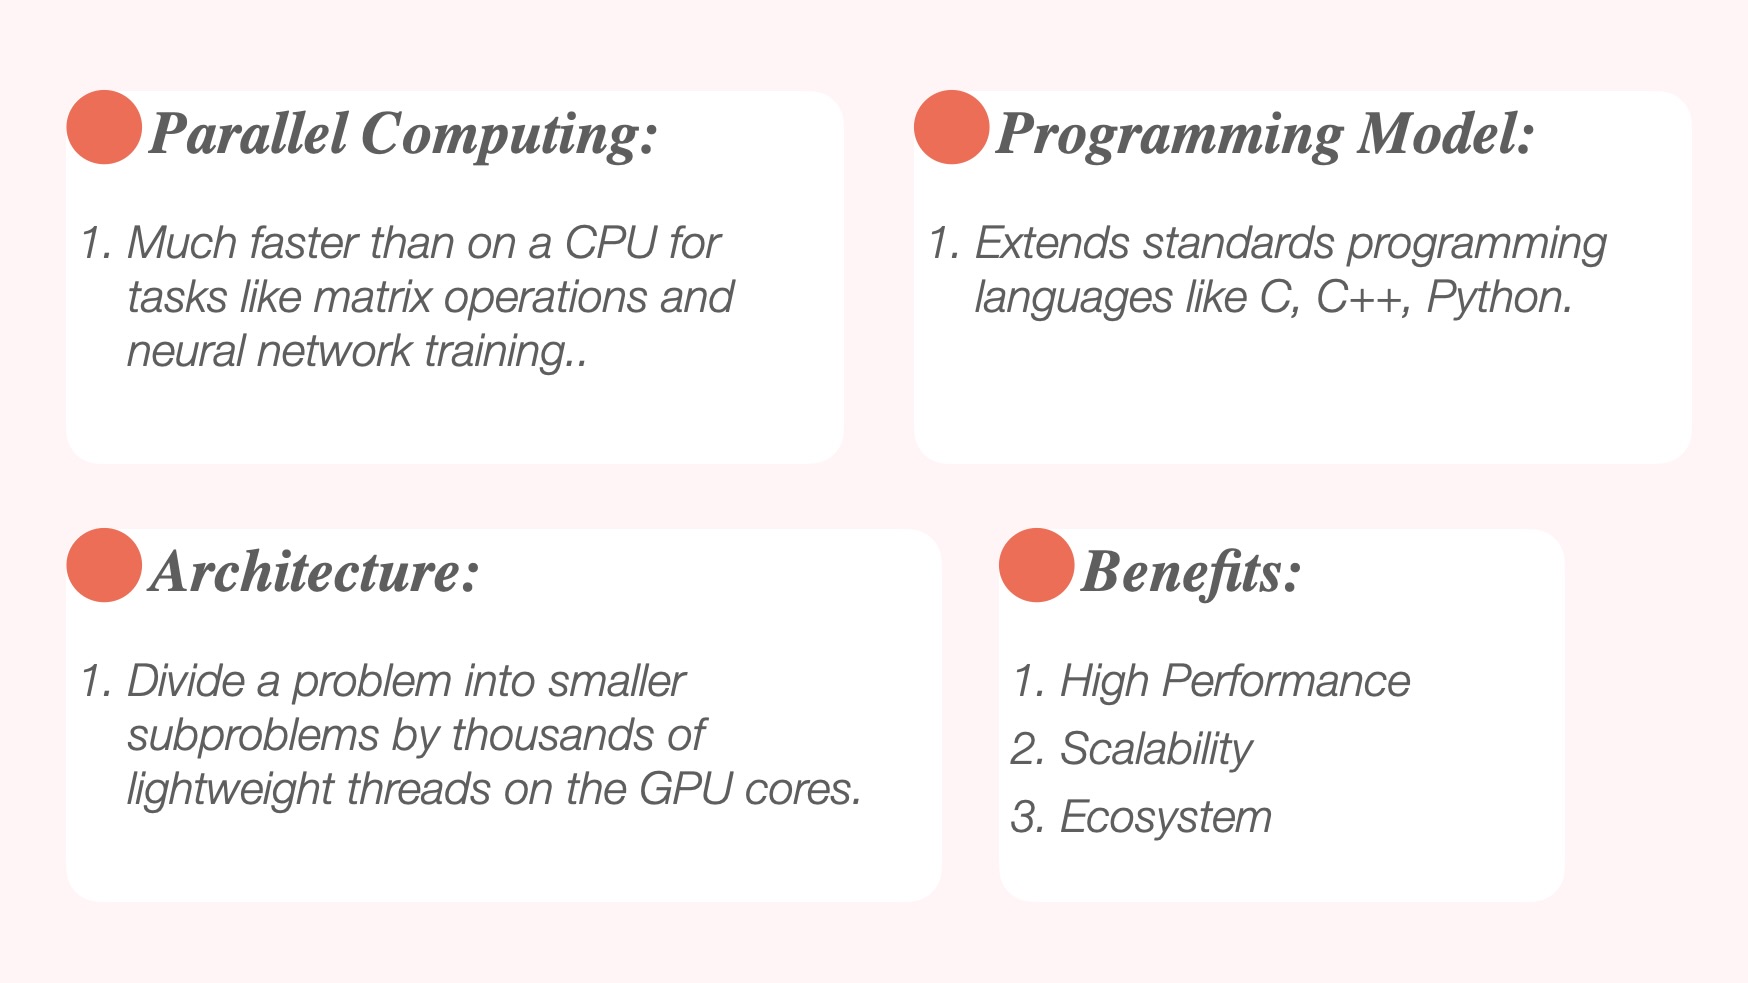 Parallel Computing:
1. Much faster than on a CPU for
tasks like matrix operations and
neural network training..
Programming Model:
1. Extends standards programming
languages like C, C++, Python.
Architecture:
1. Divide a problem into smaller
subproblems by thousands of
lightweight threads on the GPU cores.
Benefits:
1. High Performance
2. Scalability
3. Ecosystem